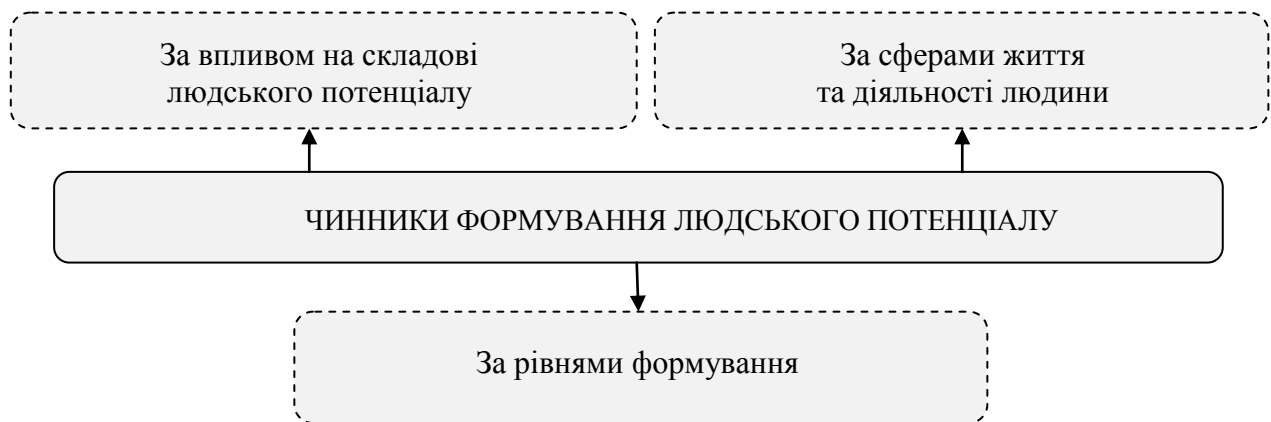 За впливом на складові
людського потенціалу
За сферами життя
та діяльності людини
ЧИННИКИ ФОРМУВАННЯ ЛЮДСЬКОГО ПОТЕНЦІАЛУ
За рівнями формування